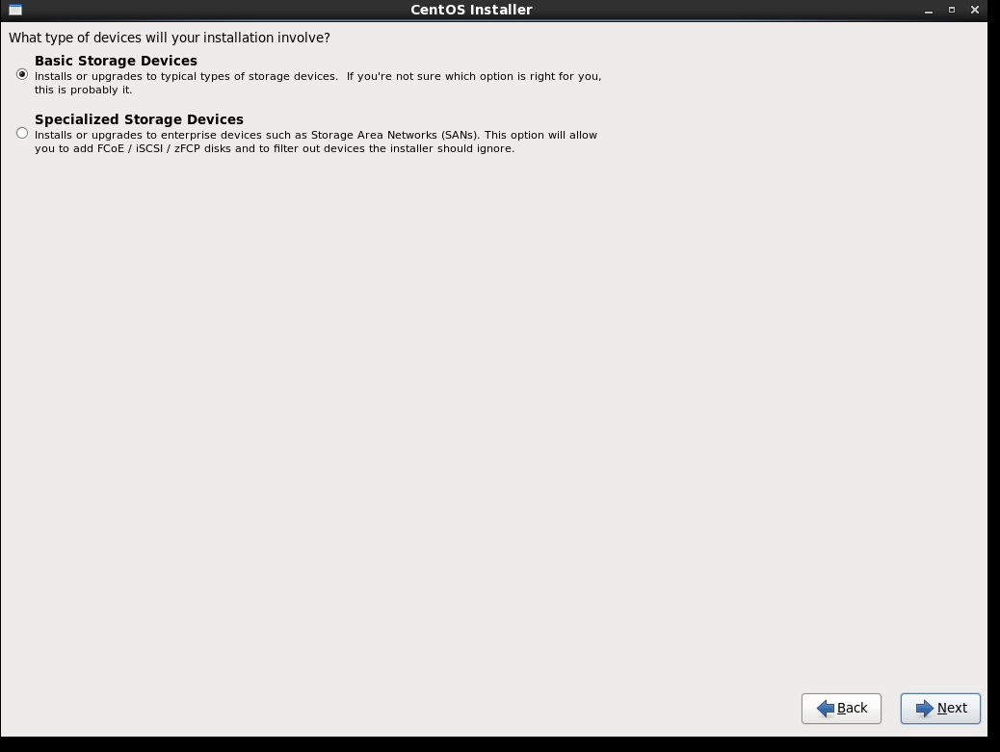 CentOS Installer
What type of devices will your installation involve?
Basic Storage Devices
Installs or upgrades to typical types of storage devices.  If you're not sure which option is right for you,
this is probably it.
Specialized Storage Devices
Installs or upgrades to enterprise devices such as Storage Area Networks (SANs). This option will allow
you to add FCoE / iSCSI / zFCP disks and to filter out devices the installer should ignore.
Back
Next